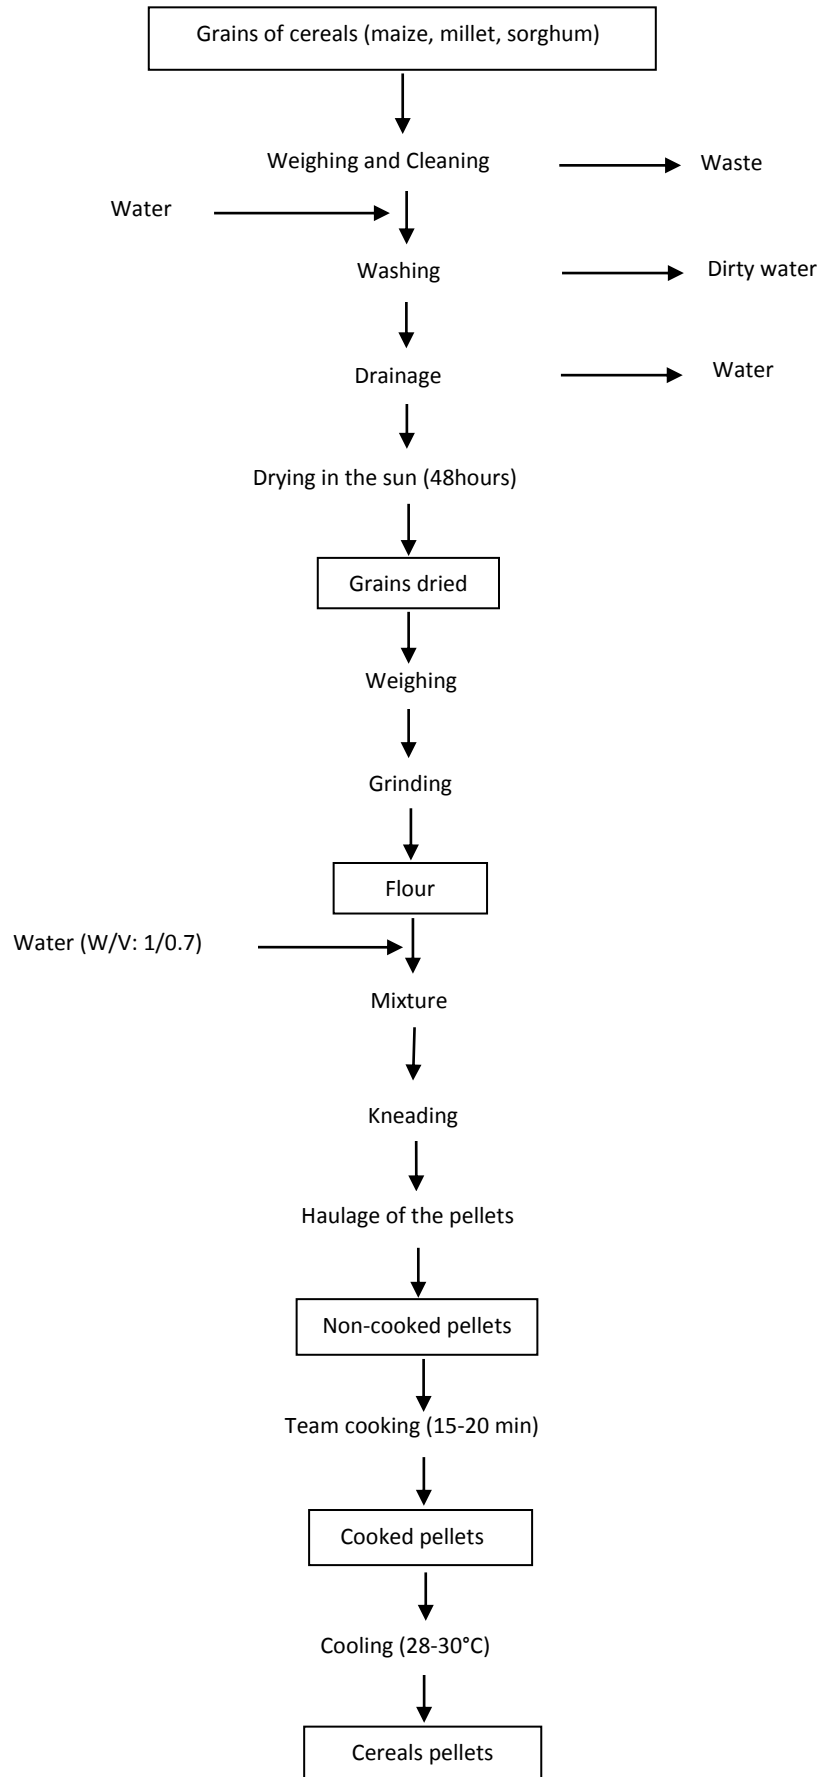 Grains of cereals (maize, millet, sorghum)
Weighing and Cleaning
Waste
Water
Washing
Dirty water
Drainage
Water
Drying in the sun (48hours)
Grains dried
Weighing
Grinding
Flour
Water (W/V: 1/0.7)
Mixture
Kneading
Haulage of the pellets
Non-cooked pellets
Team cooking (15-20 min)
Cooked pellets
Cooling (28-30°C)
Cereals pellets